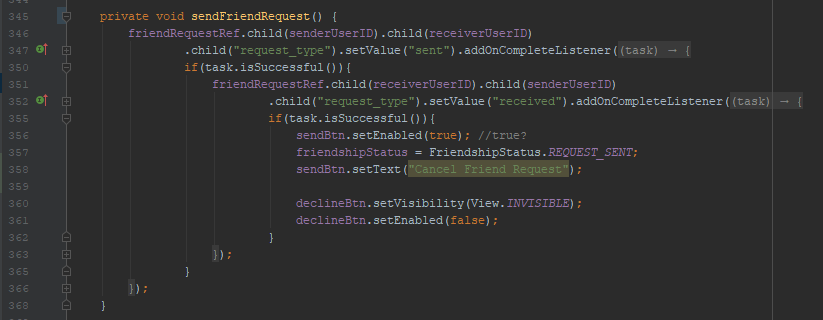 344
345 private void sendFriendRequest() {
346 friendRequestRef.child(senderUserID).child(receiverUserID)
347 .child("request_type").setValue("sent").addOnCompleteListener((task) → {
350 if(task.isSuccessful()){
351 friendRequestRef.child(receiverUserID).child(senderUserID)
352 .child("request_type").setValue("received").addOnCompleteListener((task) → {
355 if(task.isSuccessful()){
356 sendBtn.setEnabled(true); //true?
357 friendshipStatus = FriendshipStatus.REQUEST_SENT;
358 sendBtn.setText("Cancel Friend Request");
359
360 declineBtn.setVisibility(View.INVISIBLE);
361 declineBtn.setEnabled(false);
362 }
363 });
365 }
366 });
368 }